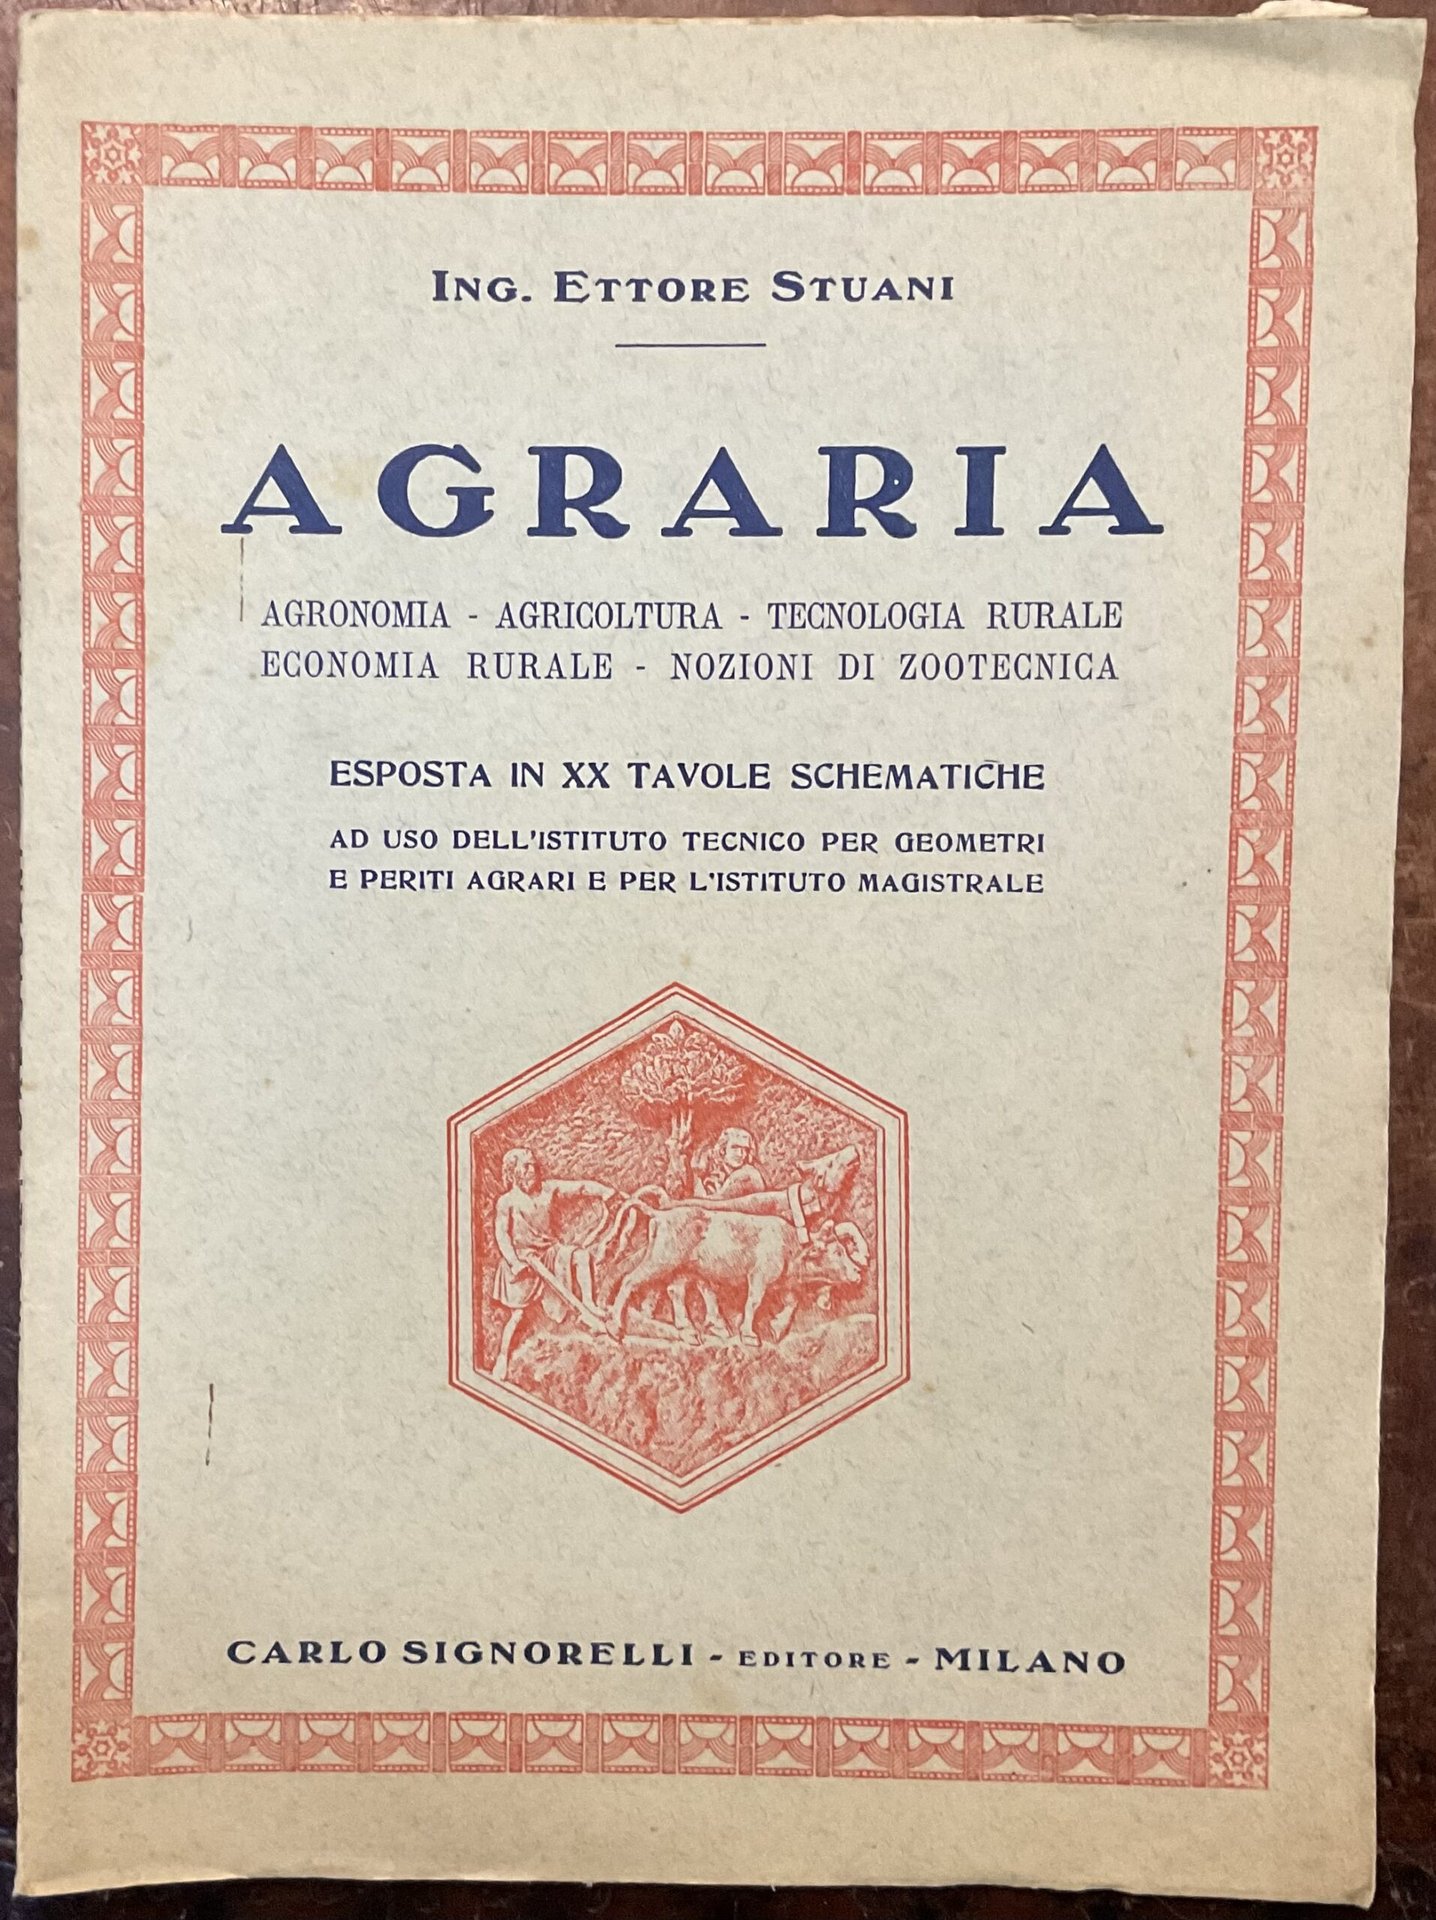 ING. ETTORE STUANI
AGRARIA
AGRONOMIA - AGRICOLTURA - TECNOLOGIA RURALE
ECONOMIA RURALE - NOZIONI DI ZOOTECNICA
ESPOSTA IN XX TAVOLE SCHEMATICHE
AD USO DELL'ISTITUTO TECNICO PER GEOMETRI
E PERITI AGRARI E PER L'ISTITUTO MAGISTRALE
CARLO SIGNORELLI - EDITORE - MILANO